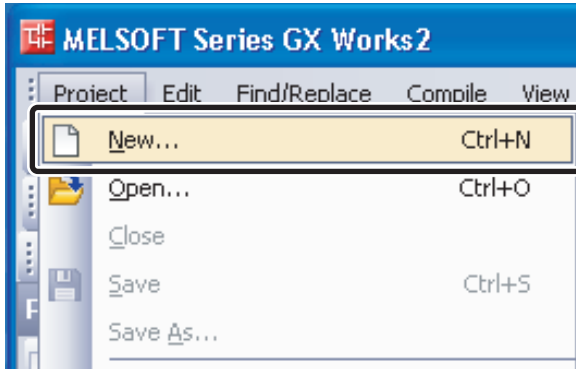 MELSOFT Series GX Works2
Project Edit Find/Replace Compile View
New... Ctrl+N
Open... Ctrl+O
Close
Save Ctrl+S
Save As...